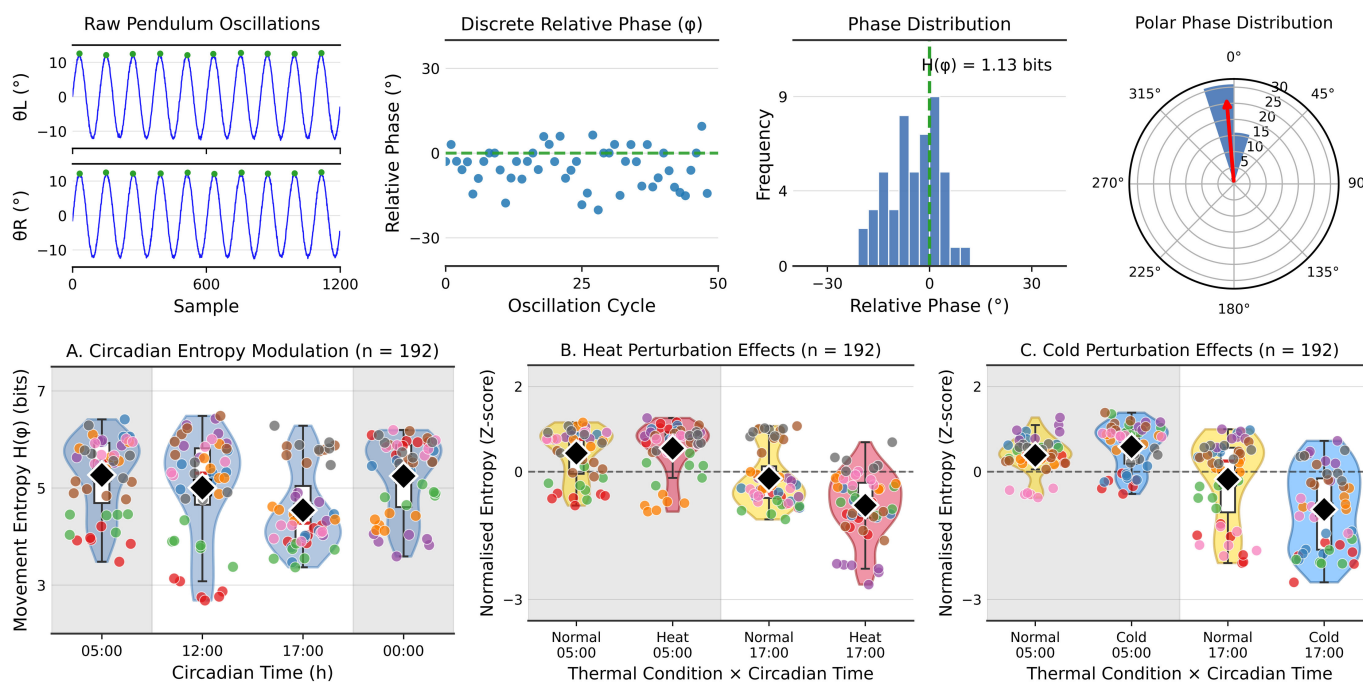 Raw Pendulum Oscillations
θL (°)
10
0
−10
θR (°)
10
0
−10
0
600
1200
Sample
Discrete Relative Phase (φ)
Relative Phase (°)
30
0
−30
0
25
50
Oscillation Cycle
Phase Distribution
H(φ) = 1.13 bits
Frequency
9
4
0
−30
0
30
Relative Phase (°)
Polar Phase Distribution
0°
45°
90
135°
180°
225°
270°
315°
5
10
15
20
25
30
A. Circadian Entropy Modulation (n = 192)
Movement Entropy H(φ) (bits)
7
5
3
05:00
12:00
17:00
00:00
Circadian Time (h)
B. Heat Perturbation Effects (n = 192)
Normalised Entropy (Z-score)
2
0
−3
Normal
05:00
Heat
05:00
Normal
17:00
Heat
17:00
Thermal Condition × Circadian Time
C. Cold Perturbation Effects (n = 192)
Normalised Entropy (Z-score)
2
0
−3
Normal
05:00
Cold
05:00
Normal
17:00
Cold
17:00
Thermal Condition × Circadian Time